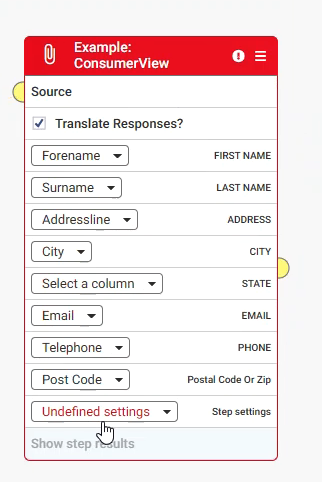 Example:
ConsumerView
Source
Translate Responses?
Forename FIRST NAME
Surname LAST NAME
Addressline ADDRESS
City CITY
Select a column STATE
Email EMAIL
Telephone PHONE
Post Code Postal Code Or Zip
Undefined settings Step settings
Show step results